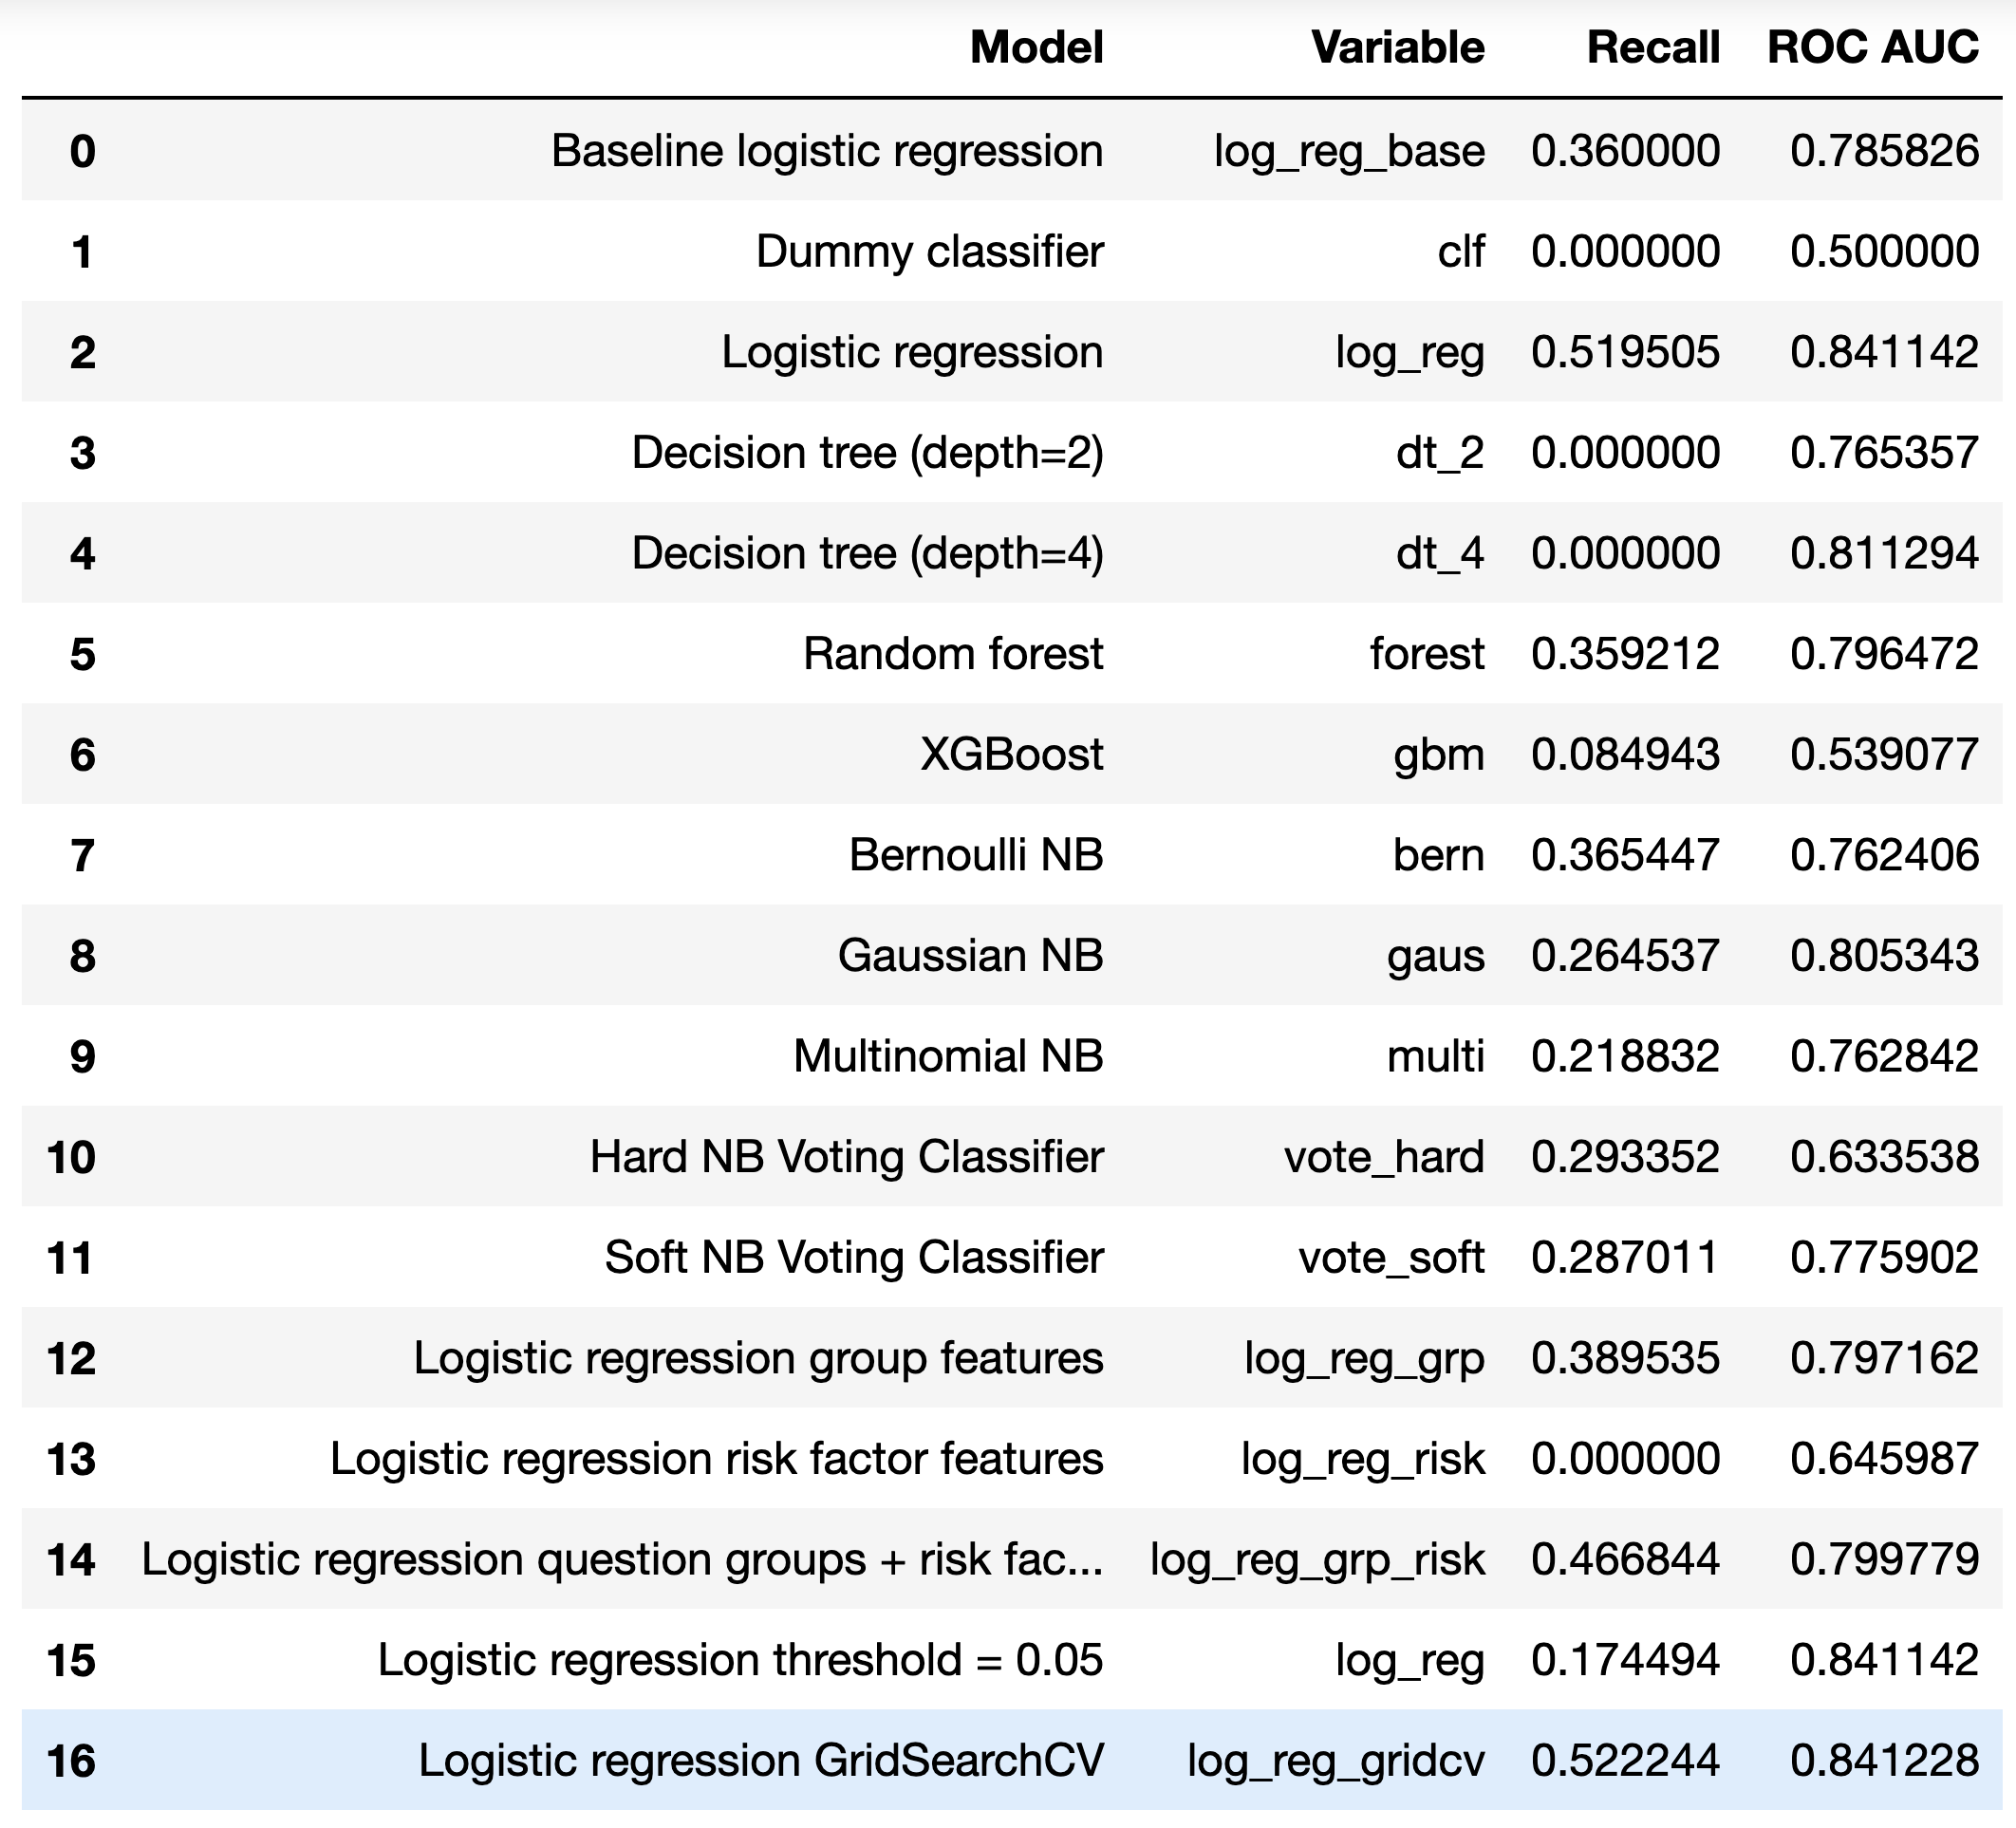 Model Variable Recall ROC AUC
0 Baseline logistic regression log_reg_base 0.360000 0.785826
1 Dummy classifier clf 0.000000 0.500000
2 Logistic regression log_reg 0.519505 0.841142
3 Decision tree (depth=2) dt_2 0.000000 0.765357
4 Decision tree (depth=4) dt_4 0.000000 0.811294
5 Random forest forest 0.359212 0.796472
6 XGBoost gbm 0.084943 0.539077
7 Bernoulli NB bern 0.365447 0.762406
8 Gaussian NB gaus 0.264537 0.805343
9 Multinomial NB multi 0.218832 0.762842
10 Hard NB Voting Classifier vote_hard 0.293352 0.633538
11 Soft NB Voting Classifier vote_soft 0.287011 0.775902
12 Logistic regression group features log_reg_grp 0.389535 0.797162
13 Logistic regression risk factor features log_reg_risk 0.000000 0.645987
14 Logistic regression question groups + risk fac... log_reg_grp_risk 0.466844 0.799779
15 Logistic regression threshold = 0.05 log_reg 0.174494 0.841142
16 Logistic regression GridSearchCV log_reg_gridcv 0.522244 0.841228